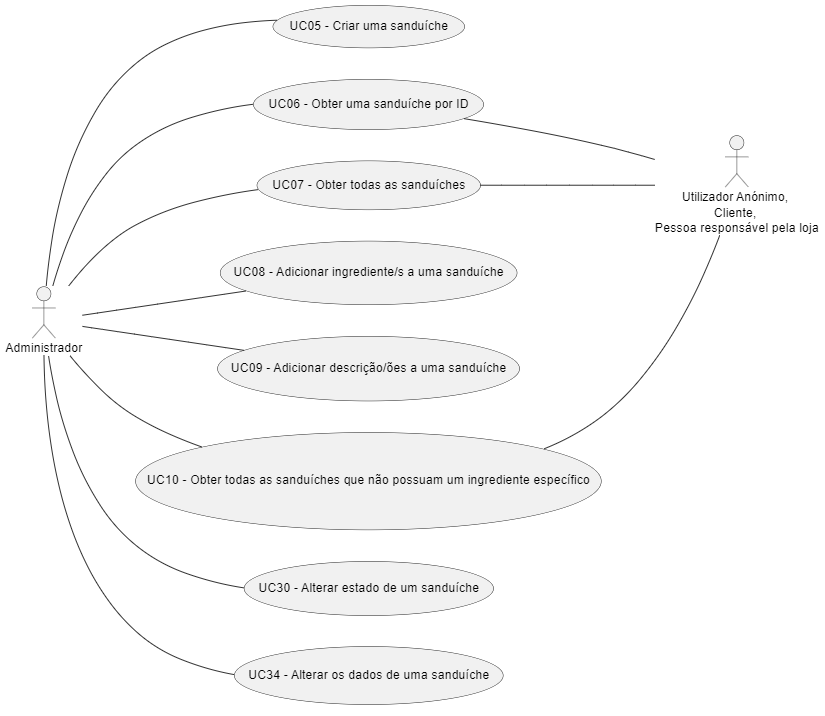 UC05 - Criar uma sanduíche
UC06 - Obter uma sanduíche por ID
UC07 - Obter todas as sanduíches
Utilizador Anónimo,
Cliente,
Pessoa responsável pela loja
UC08 - Adicionar ingrediente/s a uma sanduíche
Administrador
UC09 - Adicionar descrição/ões a uma sanduíche
UC10 - Obter todas as sanduíches que não possuam um ingrediente específico
UC30 - Alterar estado de um sanduíche
UC34 - Alterar os dados de uma sanduíche